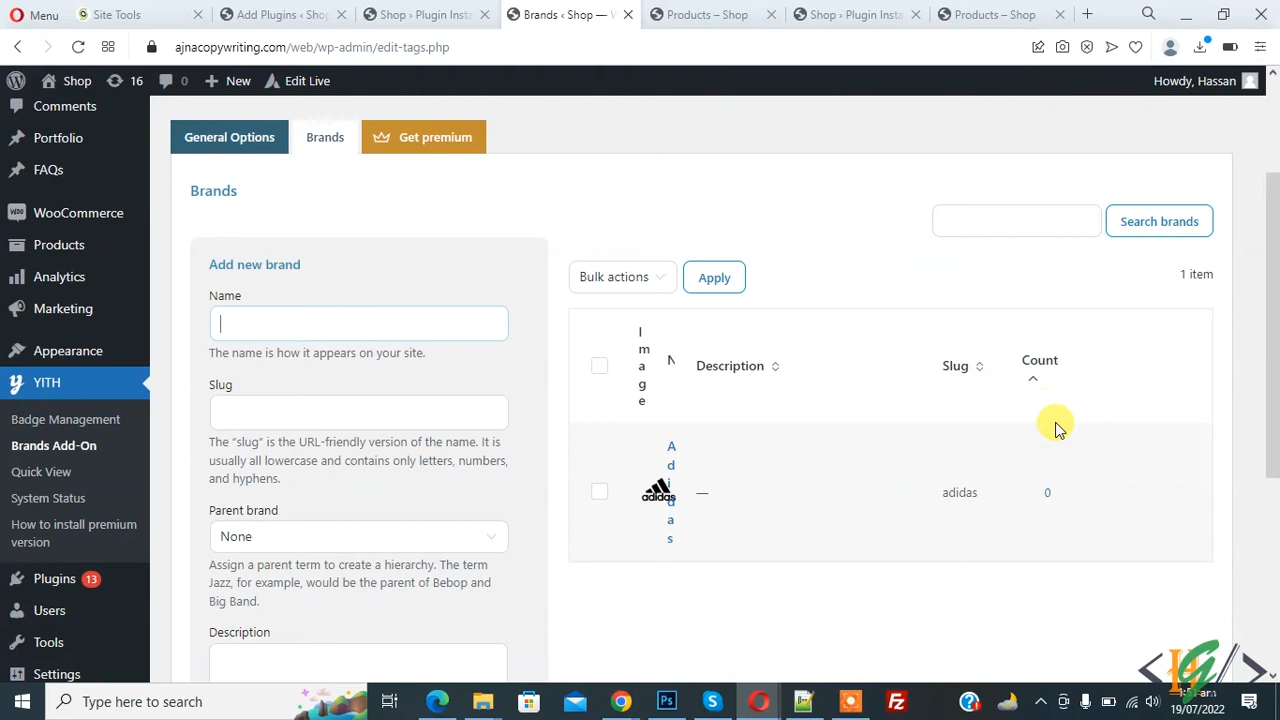 Menu
Site Tools
Add Plugins ‹ Shop
Shop › Plugin Insta
Brands ‹ Shop —
Products – Shop
Shop › Plugin Insta
Products – Shop
ajnacopywriting.com/web/wp-admin/edit-tags.php
Shop
16
0
New
Edit Live
Howdy, Hassan
Comments
Portfolio
FAQs
WooCommerce
Products
Analytics
Marketing
Appearance
YITH
Badge Management
Brands Add-On
Quick View
System Status
How to install premium
version
Plugins 13
Users
Tools
Settings
General Options
Brands
Get premium
Brands
Search brands
Add new brand
Name
The name is how it appears on your site.
Slug
The “slug” is the URL-friendly version of the name. It is
usually all lowercase and contains only letters, numbers,
and hyphens.
Parent brand
None
Assign a parent term to create a hierarchy. The term
Jazz, for example, would be the parent of Bebop and
Big Band.
Description
Bulk actions
Apply
1 item
Image
Description
Slug
Count
adidas
Adidas
—
adidas
0
Type here to search
19/07/2022